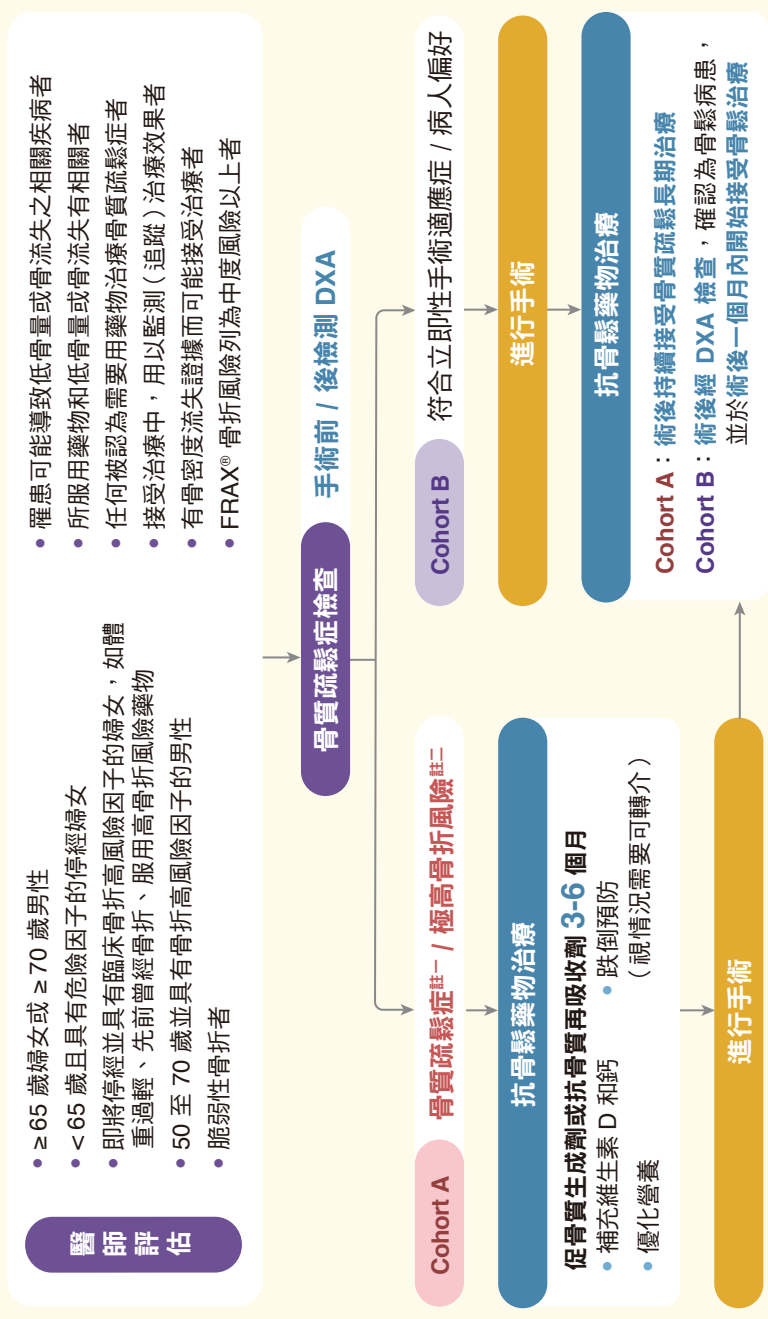 醫師評估
• ≥ 65 歲婦女或 ≥ 70 歲男性
• < 65 歲且具有危險因子的停經婦女
• 即將停經並具有臨床骨折高風險因子的婦女，如體
重過輕、先前曾經骨折、服用高骨折風險藥物
• 50 至 70 歲並具有骨折高風險因子的男性
• 脆弱性骨折者
• 罹患可能導致低骨量或骨流失之相關疾病者
• 所服用藥物和低骨量或骨流失有相關者
• 任何被認為需要用藥物治療骨質疏鬆症者
• 接受治療中，用以監測（追蹤）治療效果者
• 有骨密度流失證據而可能接受治療者
• FRAX® 骨折風險列為中度風險以上者
骨質疏鬆症檢查 手術前 / 後檢測 DXA
Cohort A 骨質疏鬆症註一 / 極高骨折風險註二
抗骨鬆藥物治療
促骨質生成劑或抗骨質再吸收劑 3-6 個月
• 補充維生素 D 和鈣
• 優化營養
• 跌倒預防
（視情況需要可轉介）
進行手術
Cohort B 符合立即性手術適應症 / 病人偏好
進行手術
抗骨鬆藥物治療
Cohort A：術後持續接受骨質疏鬆長期治療
Cohort B：術後經 DXA 檢查，確認為骨鬆病患，
並於術後一個月內開始接受骨鬆治療